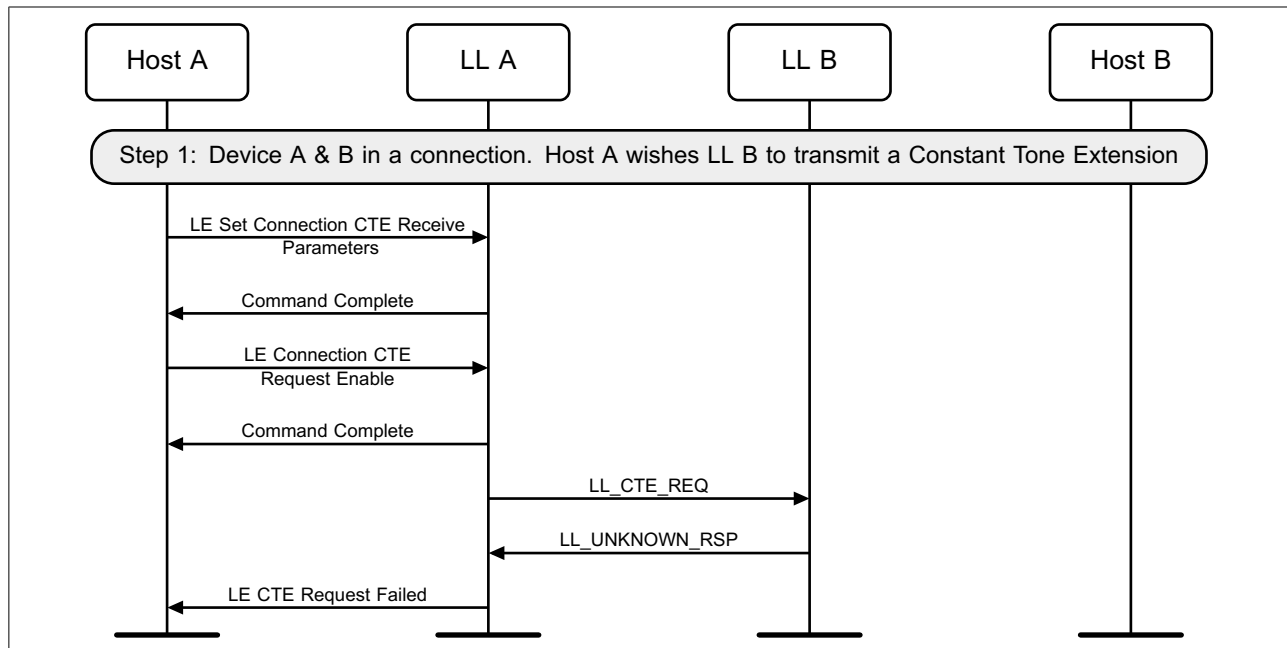 Host A
LL A
LL B
Host B
Step 1: Device A & B in a connection. Host A wishes LL B to transmit a Constant Tone Extension
LE Set Connection CTE Receive
Parameters
Command Complete
LE Connection CTE
Request Enable
Command Complete
LL_CTE_REQ
LL_UNKNOWN_RSP
LE CTE Request Failed